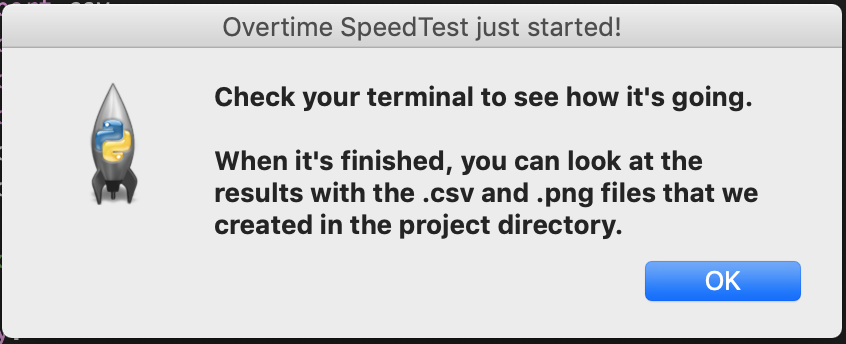 Overtime SpeedTest just started!
Check your terminal to see how it's going.
When it's finished, you can look at the
results with the .csv and .png files that we
created in the project directory.
OK